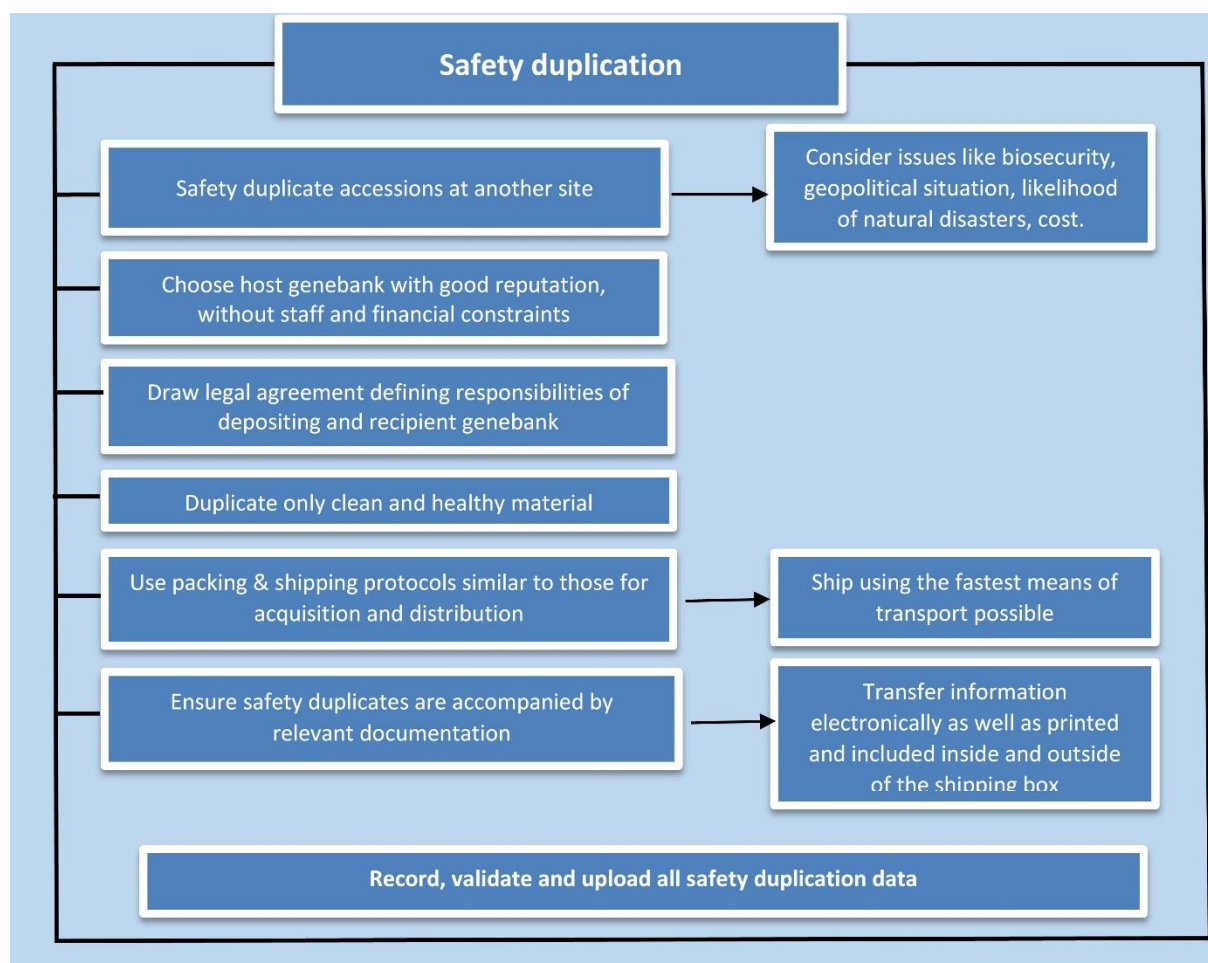 Safety duplication
Safety duplicate accessions at another site
Consider issues like biosecurity,
geopolitical situation, likelihood
of natural disasters, cost.
Choose host genebank with good reputation,
without staff and financial constraints
Draw legal agreement defining responsibilities of
depositing and recipient genebank
Duplicate only clean and healthy material
Use packing & shipping protocols similar to those for
acquisition and distribution
Ship using the fastest means of
transport possible
Ensure safety duplicates are accompanied by
relevant documentation
Transfer information
electronically as well as printed
and included inside and outside
of the shipping box
Record, validate and upload all safety duplication data